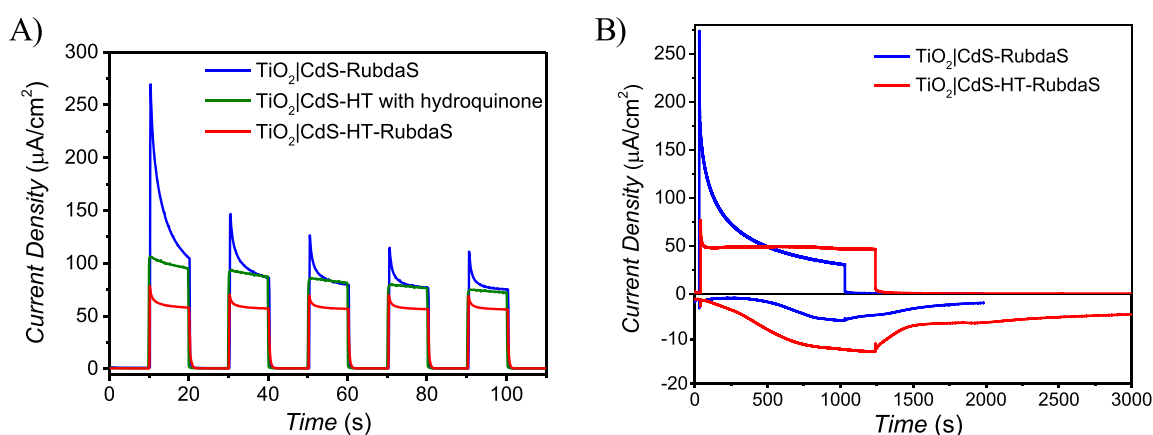 A)
300
250
200
150
100
50
0
Current Density (µA/cm²)
TiO₂|CdS-RubdaS
TiO₂|CdS-HT with hydroquinone
TiO₂|CdS-HT-RubdaS
0 20 40 60 80 100
Time (s)
B)
250
200
150
100
50
0
-10
-20
Current Density (µA/cm²)
TiO₂|CdS-RubdaS
TiO₂|CdS-HT-RubdaS
0 500 1000 1500 2000 2500 3000
Time (s)